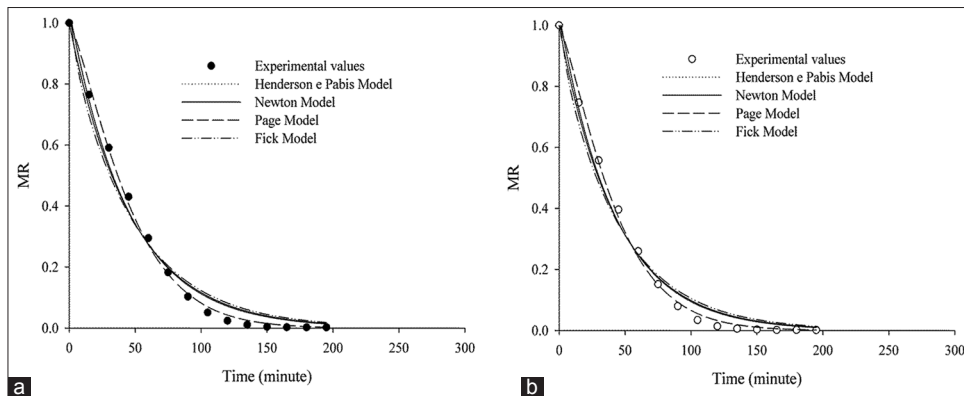 1.0
0.8
0.6
0.4
0.2
0.0
MR
Experimental values
Henderson e Pabis Model
Newton Model
Page Model
Fick Model
0 50 100 150 200 250 300
Time (minute)
a
1.0
0.8
0.6
0.4
0.2
0.0
MR
Experimental values
Henderson e Pabis Model
Newton Model
Page Model
Fick Model
0 50 100 150 200 250 300
Time (minute)
b